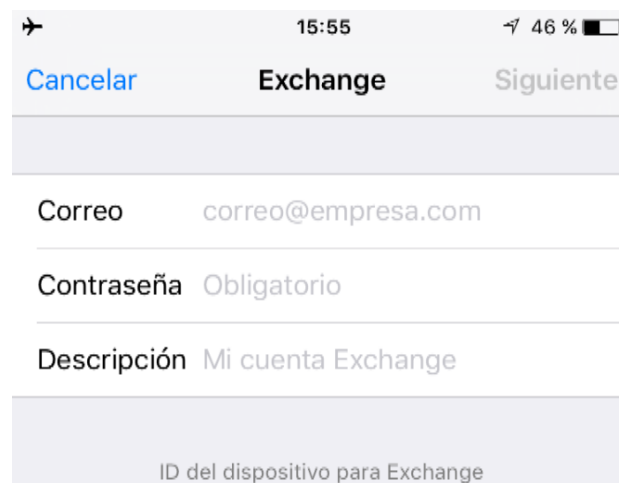 15:55 46 %
Cancelar Exchange Siguiente
Correo correo@empresa.com
Contraseña Obligatorio
Descripción Mi cuenta Exchange
ID del dispositivo para Exchange